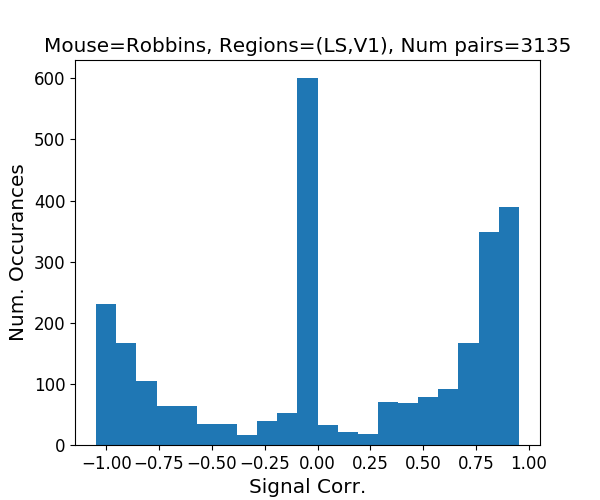 Mouse=Robbins, Regions=(LS,V1), Num pairs=3135
600
500
400
300
200
100
0
Num. Occurances
−1.00 −0.75 −0.50 −0.25 0.00 0.25 0.50 0.75 1.00
Signal Corr.